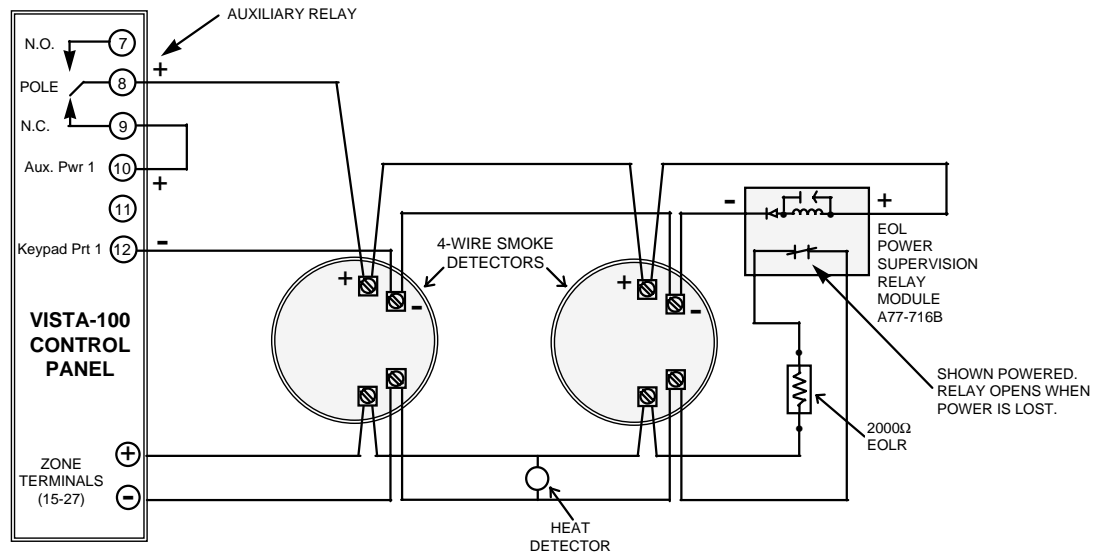 AUXILIARY RELAY
N.O.
7
+
POLE
8
N.C.
9
Aux. Pwr 1
10
+
11
Keypad Prt 1
12
-
VISTA-100
CONTROL
PANEL
ZONE
TERMINALS
(15-27)
+
-
4-WIRE SMOKE
DETECTORS
+
-
+
-
HEAT
DETECTOR
-
+
EOL
POWER
SUPERVISION
RELAY
MODULE
A77-716B
SHOWN POWERED.
RELAY OPENS WHEN
POWER IS LOST.
2000Ω
EOLR